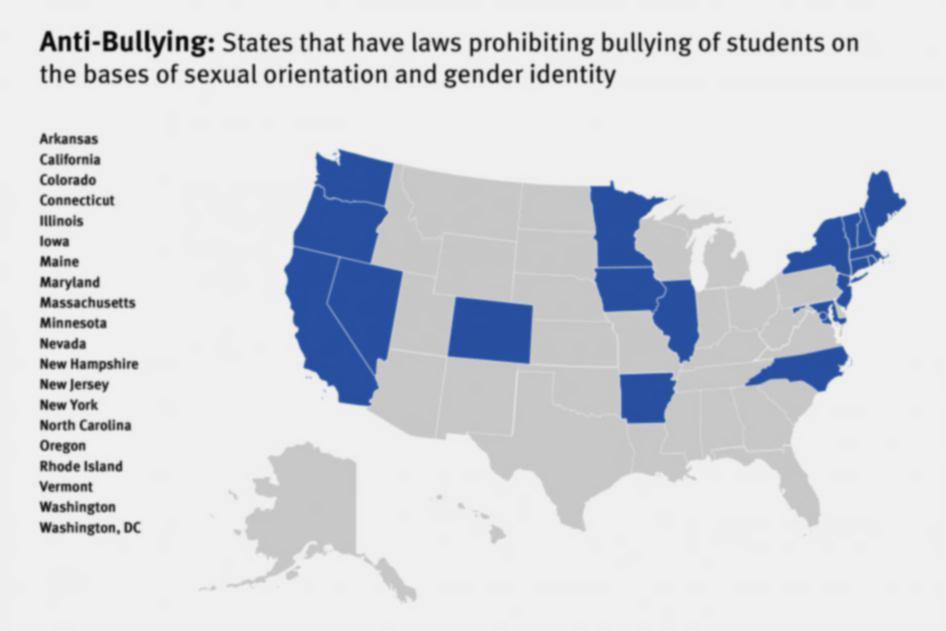 Anti-Bullying: States that have laws prohibiting bullying of students on
the bases of sexual orientation and gender identity
Arkansas
California
Colorado
Connecticut
Illinois
Iowa
Maine
Maryland
Massachusetts
Minnesota
Nevada
New Hampshire
New Jersey
New York
North Carolina
Oregon
Rhode Island
Vermont
Washington
Washington, DC